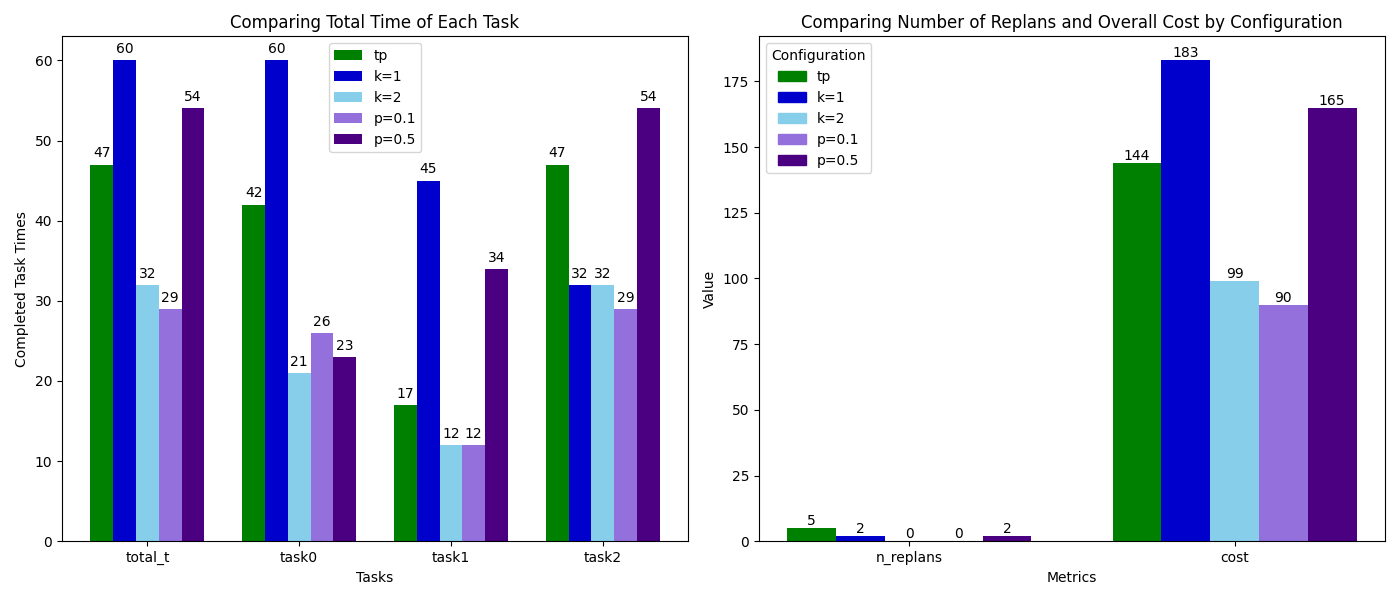 Comparing Total Time of Each Task
Completed Task Times
60
50
40
30
20
10
0
47 60 32 29 54
42 60 21 26 23
17 45 12 12 34
47 32 32 29 54
tp
k=1
k=2
p=0.1
p=0.5
total_t task0 task1 task2
Tasks
Comparing Number of Replans and Overall Cost by Configuration
Value
175
150
125
100
75
50
25
0
Configuration
tp
k=1
k=2
p=0.1
p=0.5
5 2 0 0 2
144 183 99 90 165
n_replans cost
Metrics